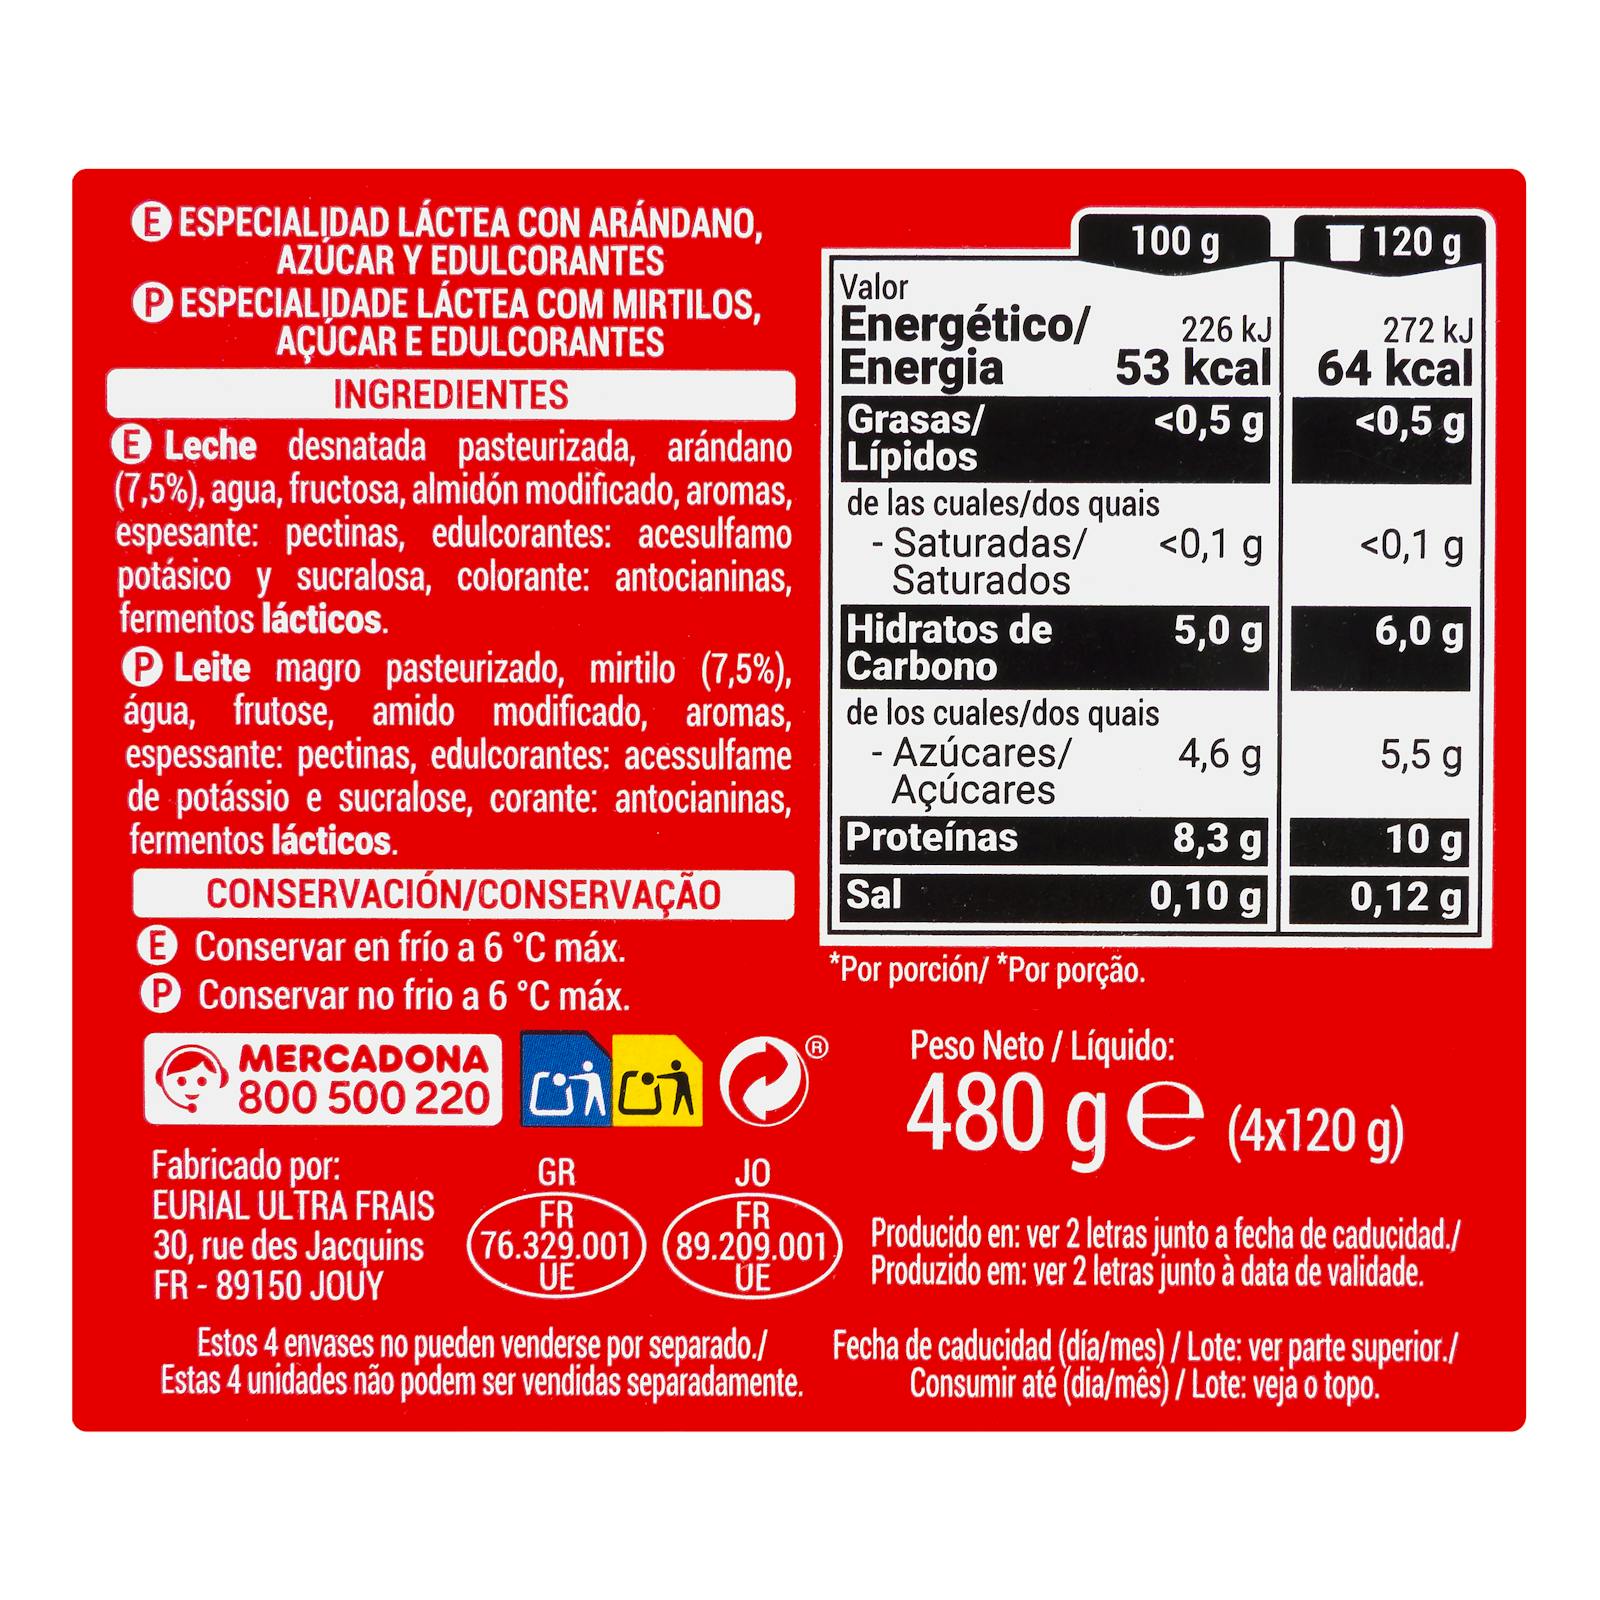 E ESPECIALIDAD LÁCTEA CON ARÁNDANO,
AZÚCAR Y EDULCORANTES
P ESPECIALIDADE LÁCTEA COM MIRTILOS,
AÇÚCAR E EDULCORANTES
INGREDIENTES
E Leche desnatada pasteurizada, arándano
(7,5%), agua, fructosa, almidón modificado, aromas,
espesante: pectinas, edulcorantes: acesulfamo
potásico y sucralosa, colorante: antocianinas,
fermentos lácticos.
P Leite magro pasteurizado, mirtilo (7,5%),
água, frutose, amido modificado, aromas,
espessante: pectinas, edulcorantes: acessulfame
de potássio e sucralose, corante: antocianinas,
fermentos lácticos.
CONSERVACIÓN/CONSERVAÇÃO
E Conservar en frío a 6 °C máx.
P Conservar no frio a 6 °C máx.
MERCADONA
800 500 220
®
Fabricado por:
EURIAL ULTRA FRAIS
30, rue des Jacquins
FR - 89150 JOUY
GR
FR
76.329.001
UE
JO
FR
89.209.001
UE
Estos 4 envases no pueden venderse por separado./
Estas 4 unidades não podem ser vendidas separadamente.
100 g 120 g
Valor
Energético/ 226 kJ 272 kJ
Energia 53 kcal 64 kcal
Grasas/ <0,5 g <0,5 g
Lípidos
de las cuales/dos quais
- Saturadas/ <0,1 g <0,1 g
Saturados
Hidratos de 5,0 g 6,0 g
Carbono
de los cuales/dos quais
- Azúcares/ 4,6 g 5,5 g
Açúcares
Proteínas 8,3 g 10 g
Sal 0,10 g 0,12 g
*Por porción/ *Por porção.
Peso Neto / Líquido:
480 g e (4x120 g)
Producido en: ver 2 letras junto a fecha de caducidad./
Produzido em: ver 2 letras junto à data de validade.
Fecha de caducidad (día/mes) / Lote: ver parte superior./
Consumir até (dia/mês) / Lote: veja o topo.